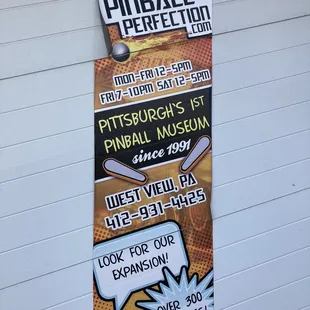 PINBALL
PERFECTION
.COM
MON-FRI 12-5PM
FRI 7-10PM SAT 12-5PM
PITTSBURGH'S 1ST
PINBALL MUSEUM
since 1991
WEST VIEW, PA
412-931-4425
LOOK FOR OUR
EXPANSION!
OVER 300